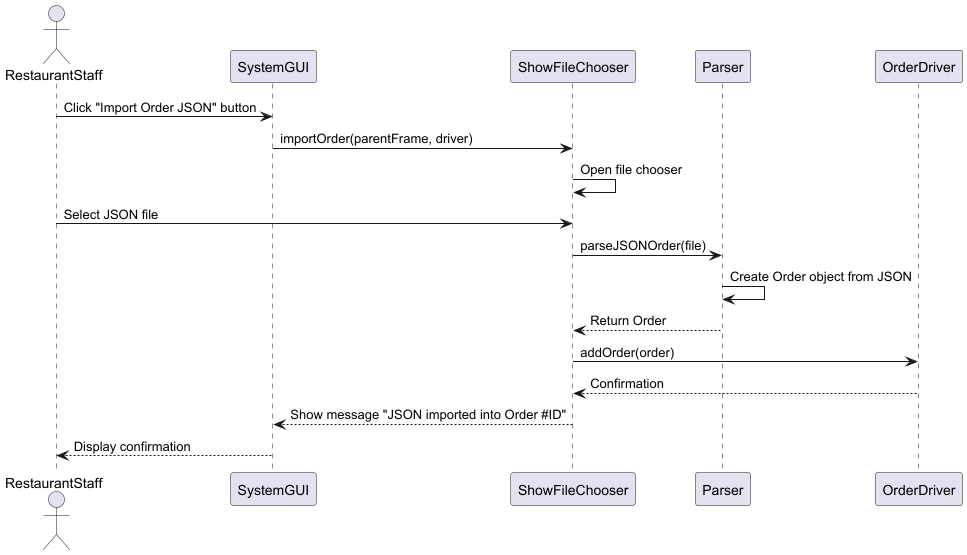 RestaurantStaff
SystemGUI
ShowFileChooser
Parser
OrderDriver
Click "Import Order JSON" button
importOrder(parentFrame, driver)
Open file chooser
Select JSON file
parseJSONOrder(file)
Create Order object from JSON
Return Order
addOrder(order)
Confirmation
Show message "JSON imported into Order #ID"
Display confirmation
RestaurantStaff
SystemGUI
ShowFileChooser
Parser
OrderDriver